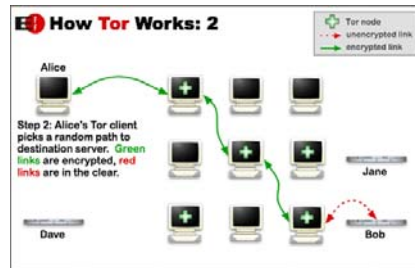 EFF How Tor Works: 2
Tor node
unencrypted link
encrypted link
Alice
Step 2: Alice's Tor client
picks a random path to
destination server. Green
links are encrypted, red
links are in the clear.
Jane
Dave
Bob